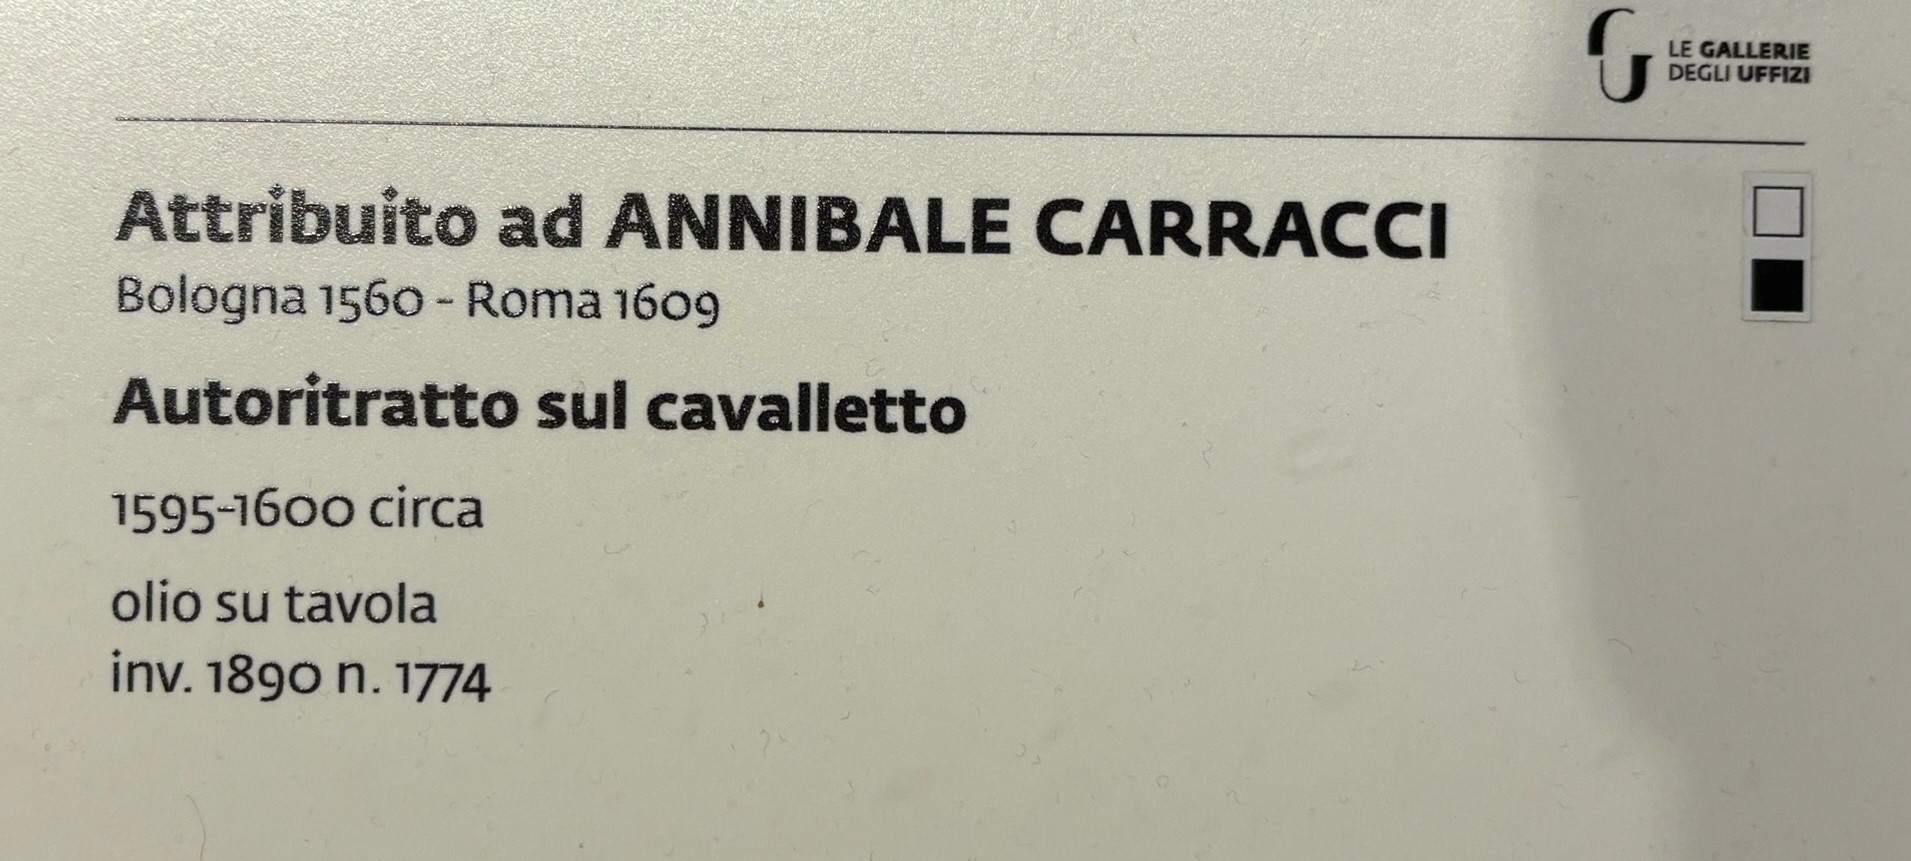 LE GALLERIE
DEGLI UFFIZI
Attribuito ad ANNIBALE CARRACCI
Bologna 1560 - Roma 1609
Autoritratto sul cavalletto
1595-1600 circa
olio su tavola
inv. 1890 n. 1774